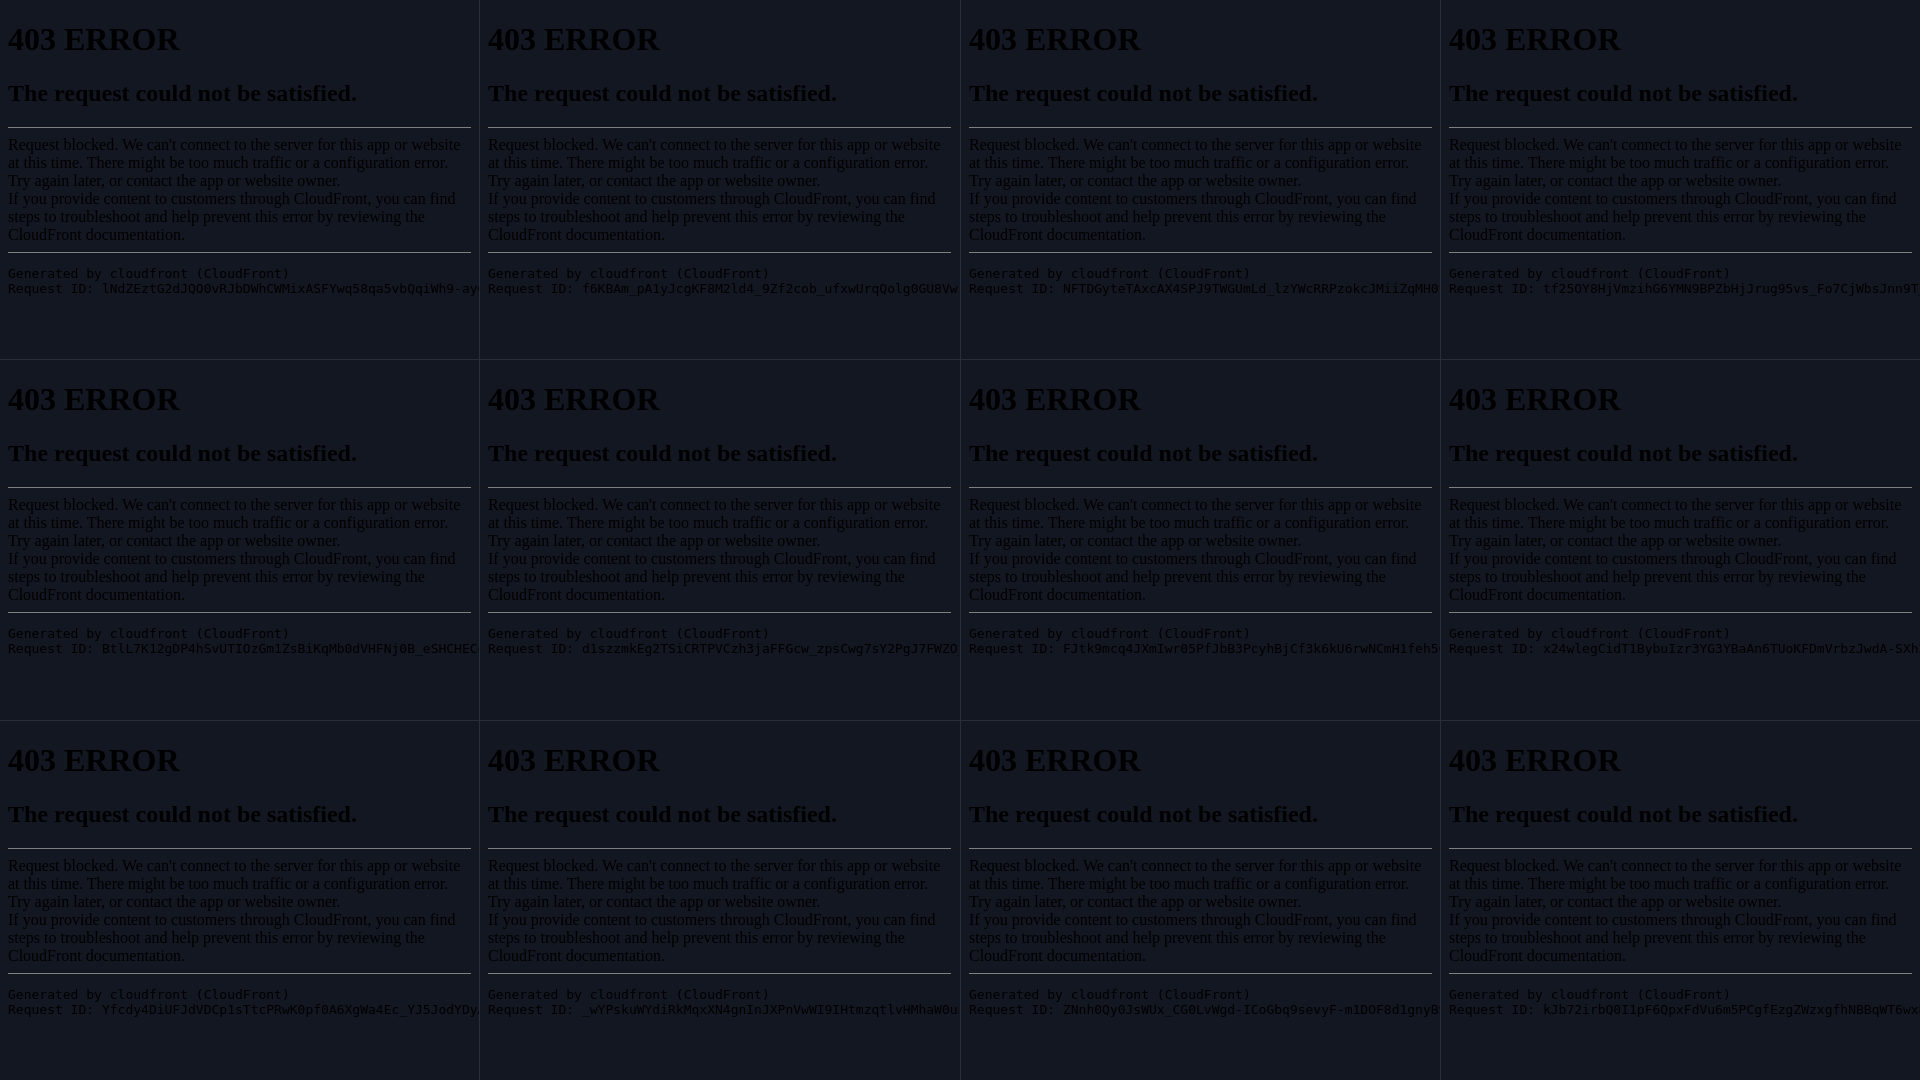 403 ERROR
The request could not be satisfied.
Request blocked. We can't connect to the server for this app or website
at this time. There might be too much traffic or a configuration error.
Try again later, or contact the app or website owner.
If you provide content to customers through CloudFront, you can find
steps to troubleshoot and help prevent this error by reviewing the
CloudFront documentation.
Generated by cloudfront (CloudFront)
Request ID:
403 ERROR
The request could not be satisfied.
Request blocked. We can't connect to the server for this app or website
at this time. There might be too much traffic or a configuration error.
Try again later, or contact the app or website owner.
If you provide content to customers through CloudFront, you can find
steps to troubleshoot and help prevent this error by reviewing the
CloudFront documentation.
Generated by cloudfront (CloudFront)
Request ID:
403 ERROR
The request could not be satisfied.
Request blocked. We can't connect to the server for this app or website
at this time. There might be too much traffic or a configuration error.
Try again later, or contact the app or website owner.
If you provide content to customers through CloudFront, you can find
steps to troubleshoot and help prevent this error by reviewing the
CloudFront documentation.
Generated by cloudfront (CloudFront)
Request ID:
403 ERROR
The request could not be satisfied.
Request blocked. We can't connect to the server for this app or website
at this time. There might be too much traffic or a configuration error.
Try again later, or contact the app or website owner.
If you provide content to customers through CloudFront, you can find
steps to troubleshoot and help prevent this error by reviewing the
CloudFront documentation.
Generated by cloudfront (CloudFront)
Request ID:
403 ERROR
The request could not be satisfied.
Request blocked. We can't connect to the server for this app or website
at this time. There might be too much traffic or a configuration error.
Try again later, or contact the app or website owner.
If you provide content to customers through CloudFront, you can find
steps to troubleshoot and help prevent this error by reviewing the
CloudFront documentation.
Generated by cloudfront (CloudFront)
Request ID:
403 ERROR
The request could not be satisfied.
Request blocked. We can't connect to the server for this app or website
at this time. There might be too much traffic or a configuration error.
Try again later, or contact the app or website owner.
If you provide content to customers through CloudFront, you can find
steps to troubleshoot and help prevent this error by reviewing the
CloudFront documentation.
Generated by cloudfront (CloudFront)
Request ID:
403 ERROR
The request could not be satisfied.
Request blocked. We can't connect to the server for this app or website
at this time. There might be too much traffic or a configuration error.
Try again later, or contact the app or website owner.
If you provide content to customers through CloudFront, you can find
steps to troubleshoot and help prevent this error by reviewing the
CloudFront documentation.
Generated by cloudfront (CloudFront)
Request ID:
403 ERROR
The request could not be satisfied.
Request blocked. We can't connect to the server for this app or website
at this time. There might be too much traffic or a configuration error.
Try again later, or contact the app or website owner.
If you provide content to customers through CloudFront, you can find
steps to troubleshoot and help prevent this error by reviewing the
CloudFront documentation.
Generated by cloudfront (CloudFront)
Request ID:
403 ERROR
The request could not be satisfied.
Request blocked. We can't connect to the server for this app or website
at this time. There might be too much traffic or a configuration error.
Try again later, or contact the app or website owner.
If you provide content to customers through CloudFront, you can find
steps to troubleshoot and help prevent this error by reviewing the
CloudFront documentation.
Generated by cloudfront (CloudFront)
Request ID:
403 ERROR
The request could not be satisfied.
Request blocked. We can't connect to the server for this app or website
at this time. There might be too much traffic or a configuration error.
Try again later, or contact the app or website owner.
If you provide content to customers through CloudFront, you can find
steps to troubleshoot and help prevent this error by reviewing the
CloudFront documentation.
Generated by cloudfront (CloudFront)
Request ID:
403 ERROR
The request could not be satisfied.
Request blocked. We can't connect to the server for this app or website
at this time. There might be too much traffic or a configuration error.
Try again later, or contact the app or website owner.
If you provide content to customers through CloudFront, you can find
steps to troubleshoot and help prevent this error by reviewing the
CloudFront documentation.
Generated by cloudfront (CloudFront)
Request ID:
403 ERROR
The request could not be satisfied.
Request blocked. We can't connect to the server for this app or website
at this time. There might be too much traffic or a configuration error.
Try again later, or contact the app or website owner.
If you provide content to customers through CloudFront, you can find
steps to troubleshoot and help prevent this error by reviewing the
CloudFront documentation.
Generated by cloudfront (CloudFront)
Request ID: